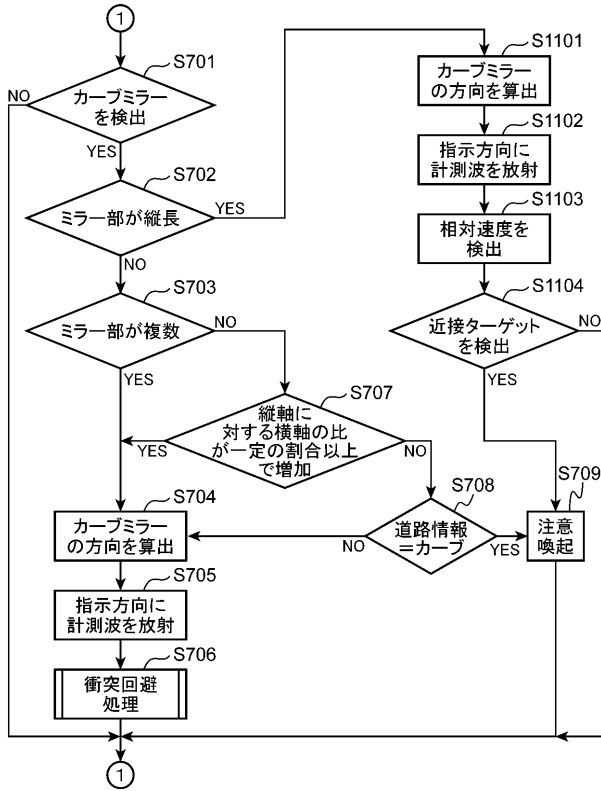 1
S701
カーブミラー
を検出
NO
YES
S702
ミラー部が縦長
YES
NO
S703
ミラー部が複数
NO
YES
S707
縦軸に
対する横軸の比
が一定の割合以上
で増加
YES
NO
S708
道路情報
＝カーブ
NO
YES
S709
注意
喚起
S704
カーブミラー
の方向を算出
S705
指示方向に
計測波を放射
S706
衝突回避
処理
1
S1101
カーブミラー
の方向を算出
S1102
指示方向に
計測波を放射
S1103
相対速度を
検出
S1104
近接ターゲット
を検出
NO
YES